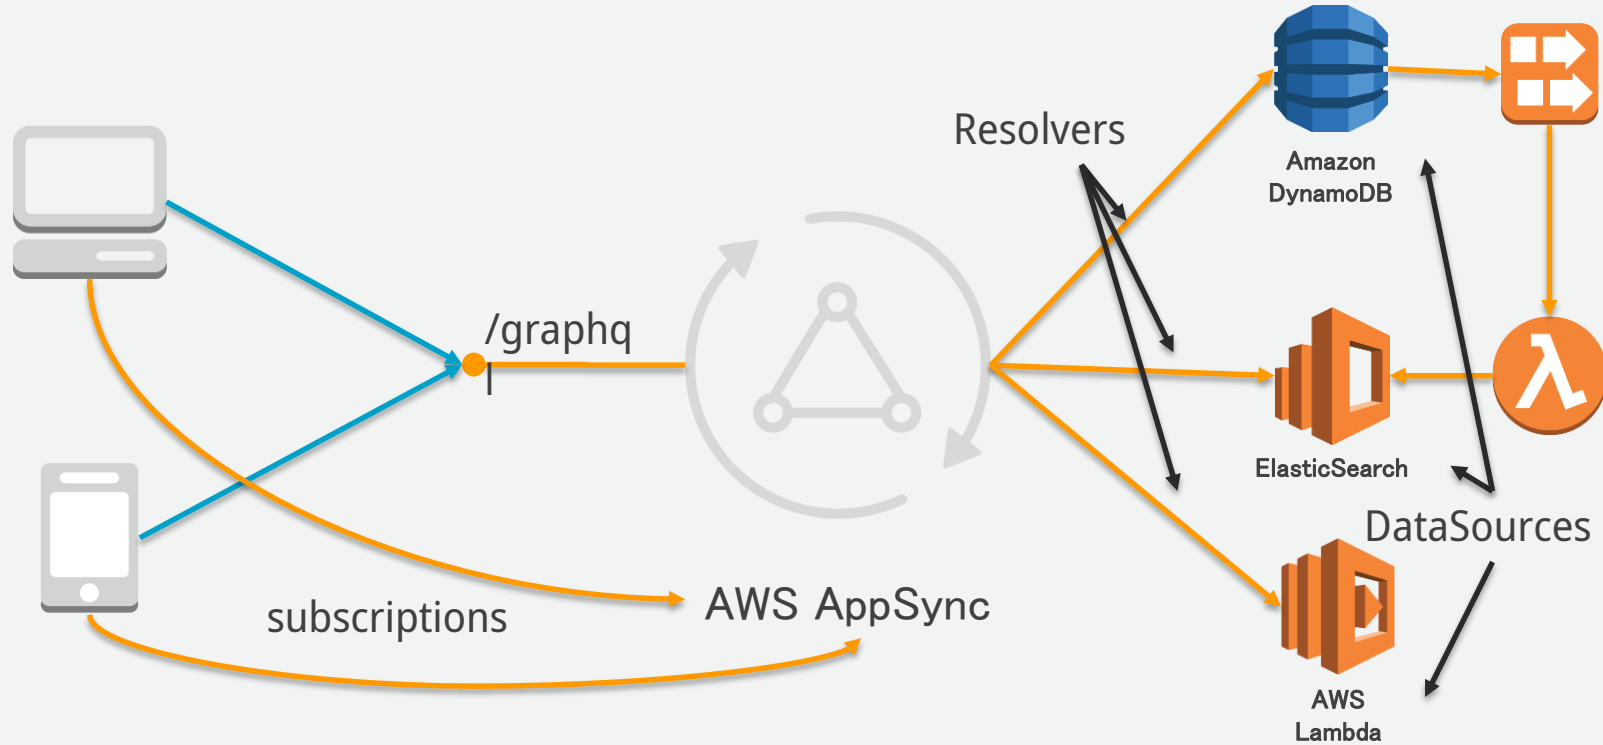 Resolvers
Amazon
DynamoDB
/graphq
l
ElasticSearch
DataSources
subscriptions
AWS AppSync
AWS
Lambda